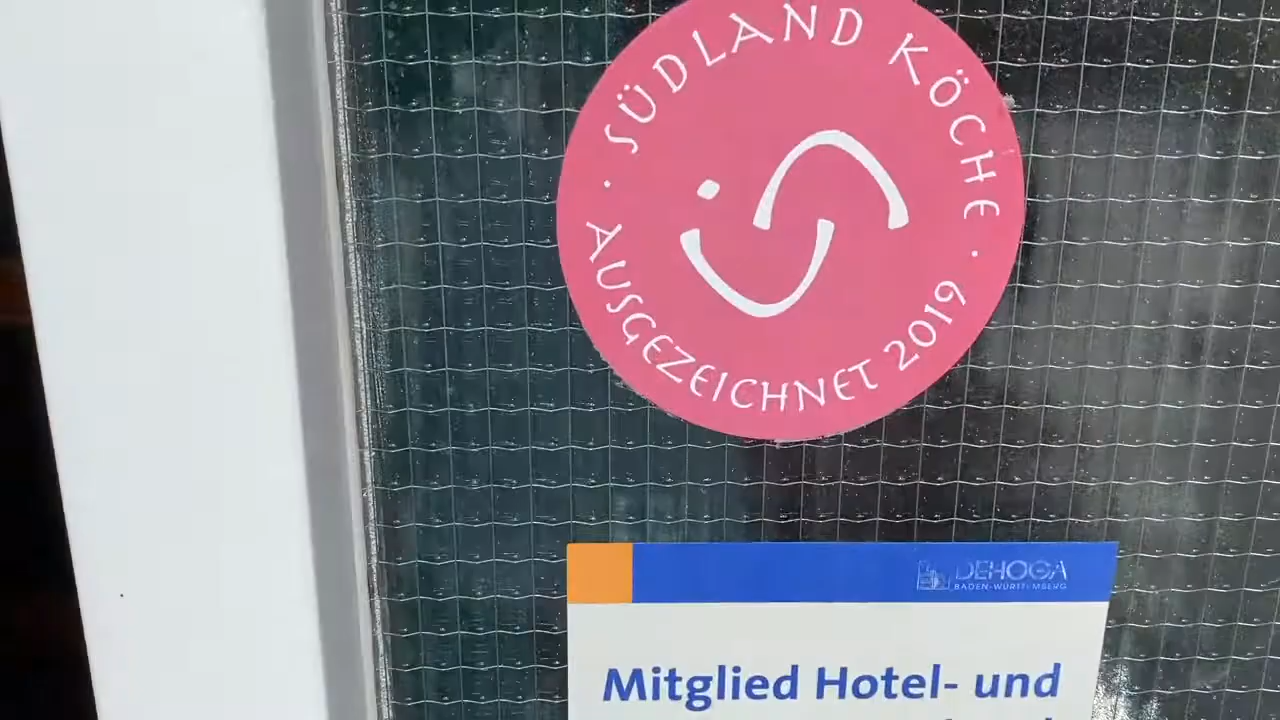 · SÜDLAND KÖCHE ·
AUSGEZEICHNET 2019
DEHOGA
BADEN-WÜRTTEMBERG
Mitglied Hotel- und